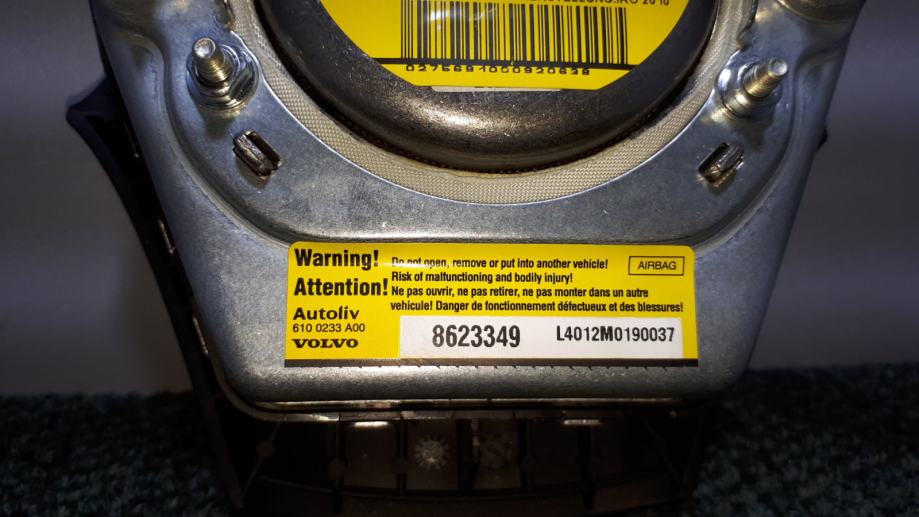 0275691000920639
Warning! Do not open, remove or put into another vehicle!
Risk of malfunctioning and bodily injury!
AIRBAG
Attention! Ne pas ouvrir, ne pas retirer, ne pas monter dans un autre
vehicule! Danger de fonctionnement défectueux et des blessures!
Autoliv
610 0233 A00
VOLVO
8623349 L4012M0190037